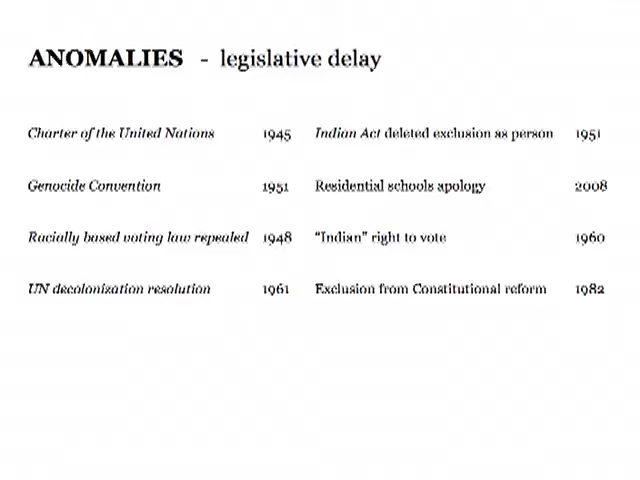 ANOMALIES - legislative delay
Charter of the United Nations 1945 Indian Act deleted exclusion as person 1951
Genocide Convention 1951 Residential schools apology 2008
Racially based voting law repealed 1948 "Indian" right to vote 1960
UN decolonization resolution 1961 Exclusion from Constitutional reform 1982